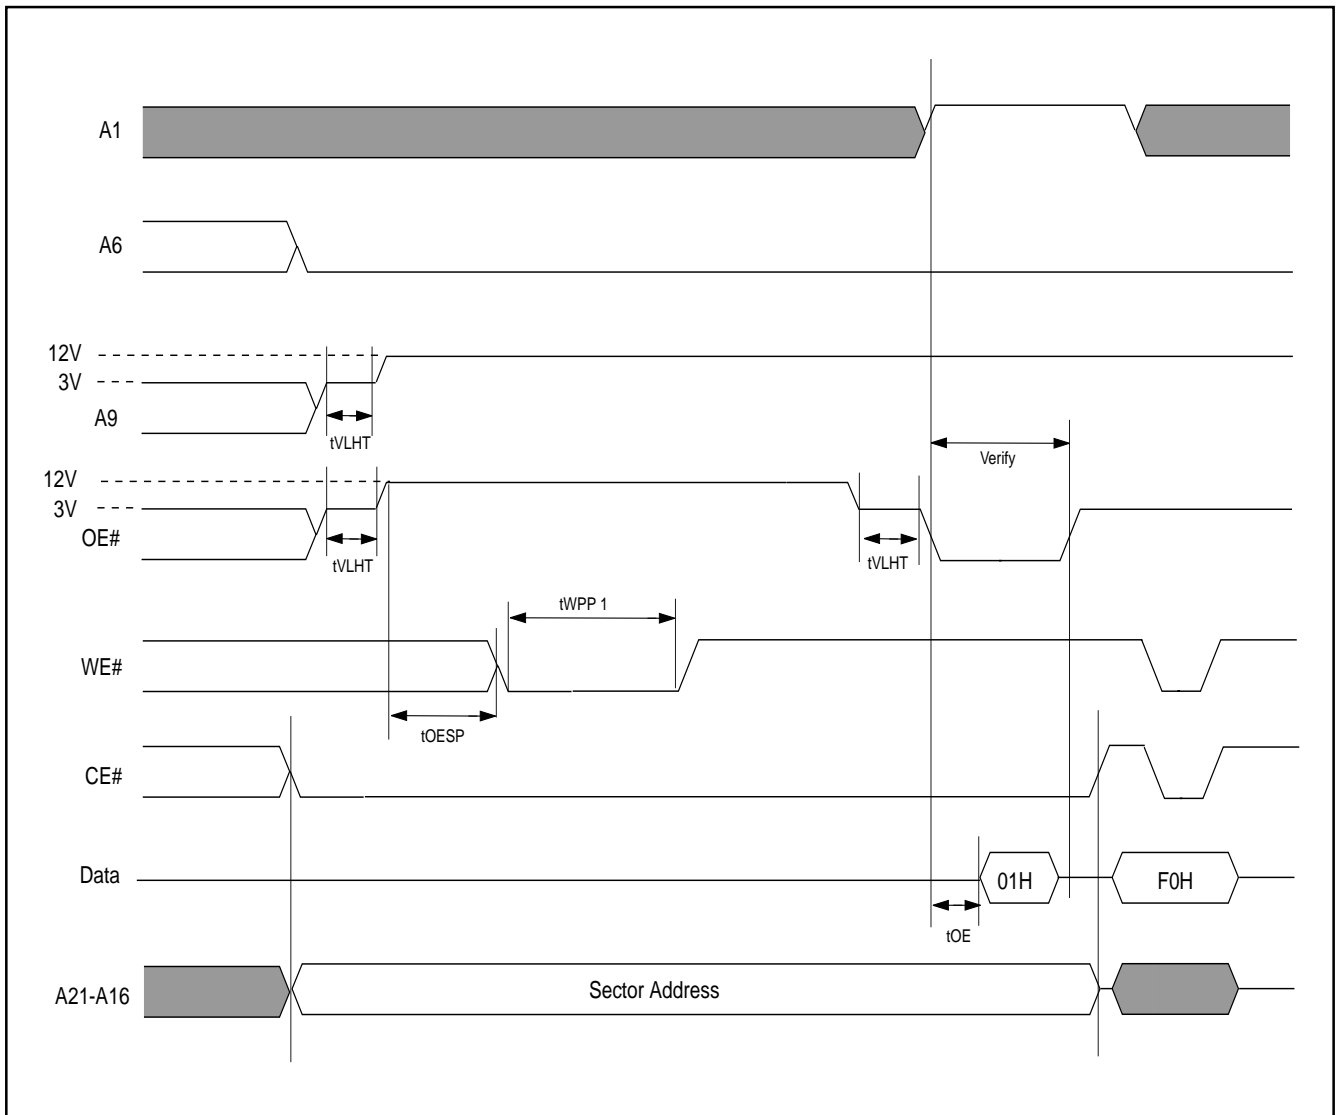 A1
A6
12V
3V
A9
tVLHT
Verify
12V
3V
OE#
tVLHT
tVLHT
tWPP 1
WE#
tOESP
CE#
Data
01H
F0H
tOE
A21-A16
Sector Address